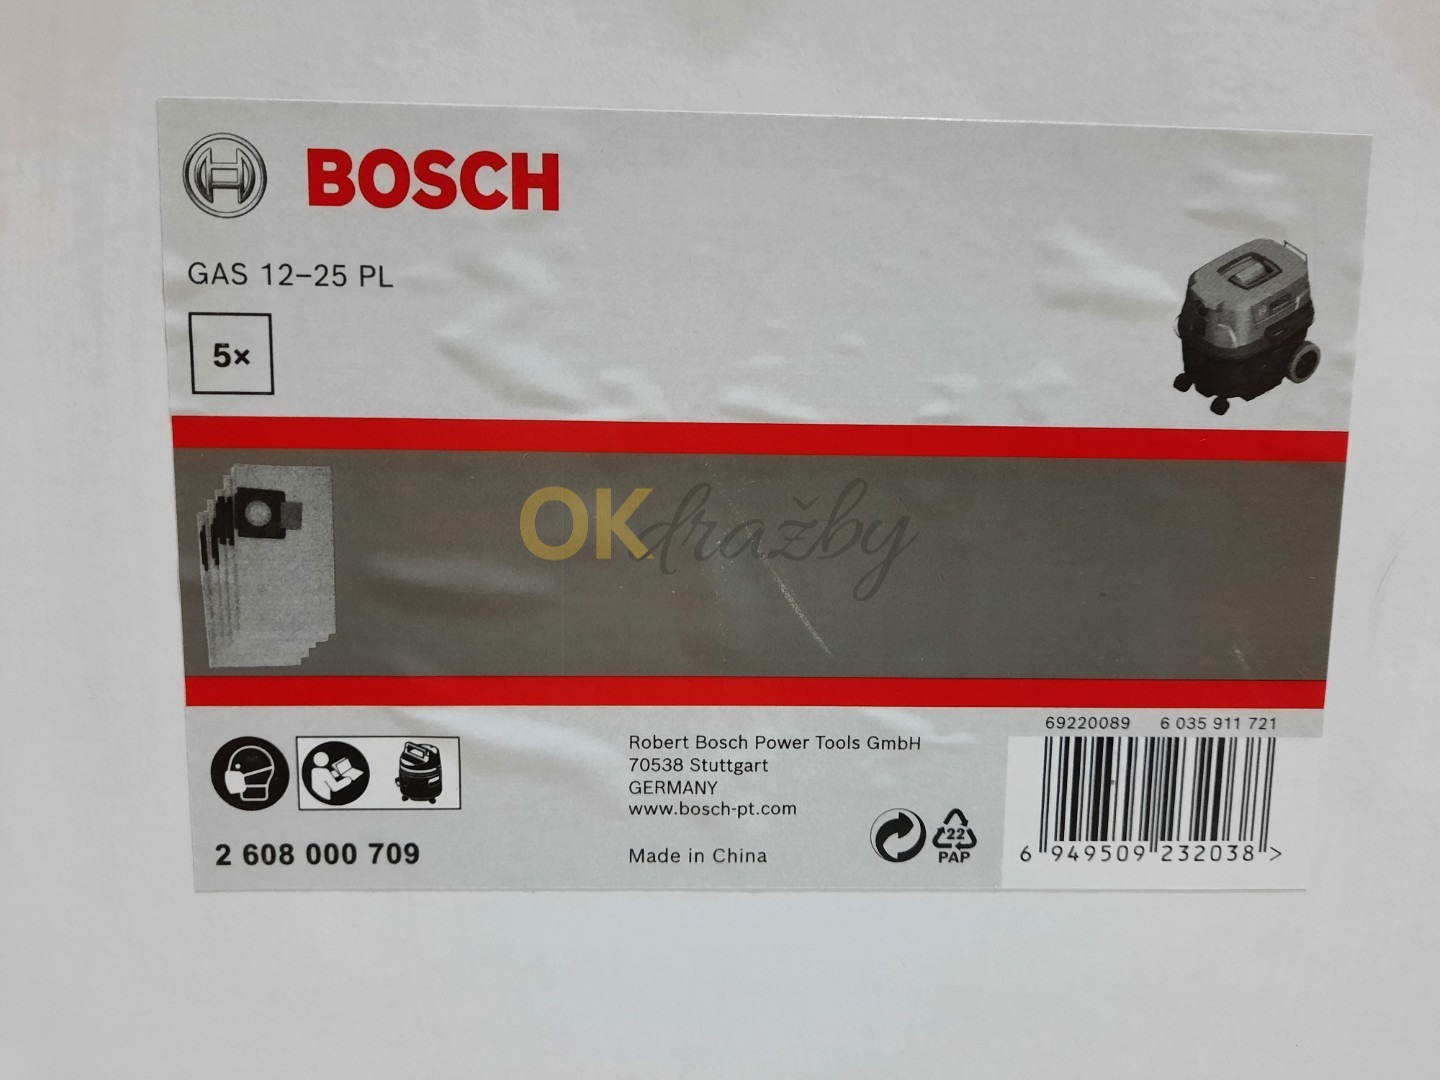 BOSCH
GAS 12–25 PL
5×
OKdražby
69220089 6 035 911 721
Robert Bosch Power Tools GmbH
70538 Stuttgart
GERMANY
www.bosch-pt.com
2 608 000 709
Made in China
22
PAP
6 949509 232038 >